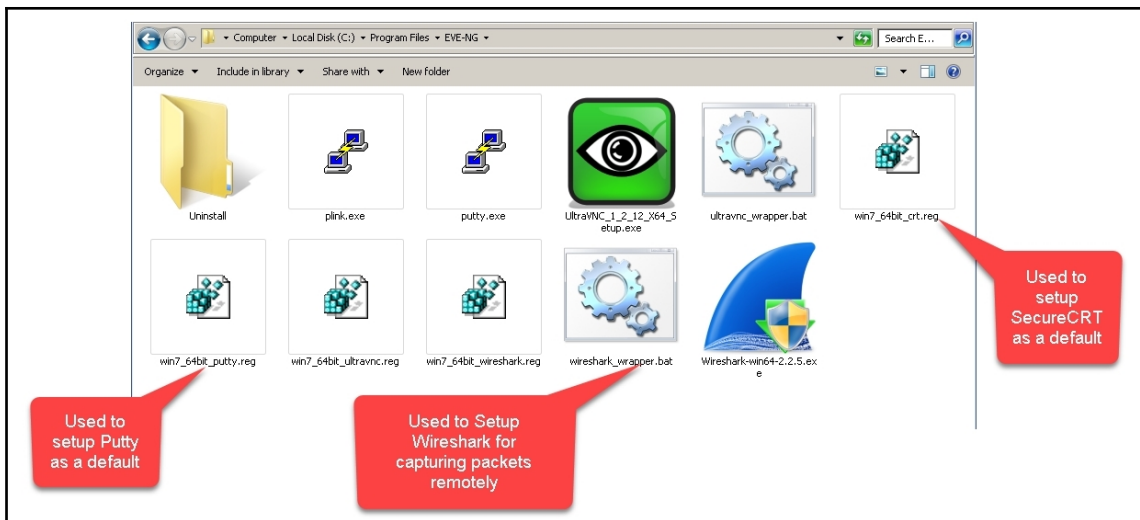 Computer Local Disk (C:) Program Files EVE-NG
Search E...
Organize Include in library Share with New folder
Uninstall
plink.exe
putty.exe
UltraVNC_1_2_12_X64_S
etup.exe
ultravnc_wrapper.bat
win7_64bit_crt.reg
win7_64bit_putty.reg
win7_64bit_ultravnc.reg
win7_64bit_wireshark.reg
wireshark_wrapper.bat
Wireshark-win64-2.2.5.ex
e
Used to
setup
SecureCRT
as a default
Used to
setup Putty
as a default
Used to Setup
Wireshark for
capturing packets
remotely